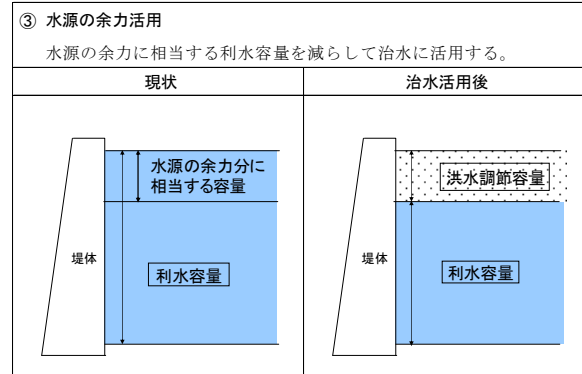 ③ 水源の余力活用
水源の余力に相当する利水容量を減らして治水に活用する。
現状
治水活用後
水源の余力分に
相当する容量
洪水調節容量
堤体
利水容量
堤体
利水容量